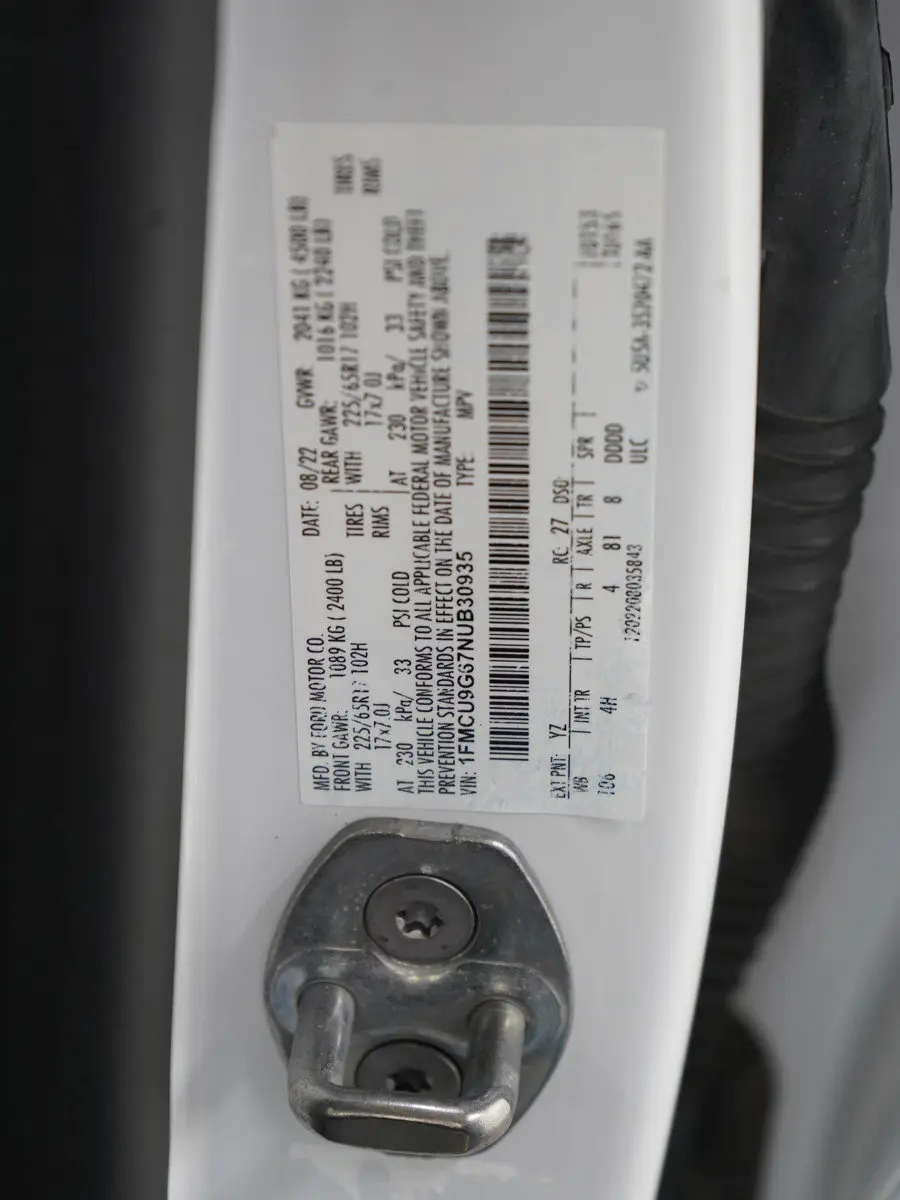 MFD. BY FORD MOTOR CO.
DATE: 08/22 GVWR: 2041 KG ( 4500 LB)
FRONT GAWR: 1089 KG ( 2400 LB) REAR GAWR: 1016 KG ( 2240 LB)
WITH 225/65R17 102H TIRES WITH 225/65R17 102H TIRES
17x7.0J RIMS 17x7.0J RIMS
AT 230 kPa/ 33 PSI COLD AT 230 kPa/ 33 PSI COLD
THIS VEHICLE CONFORMS TO ALL APPLICABLE FEDERAL MOTOR VEHICLE SAFETY AND THEFT
PREVENTION STANDARDS IN EFFECT ON THE DATE OF MANUFACTURE SHOWN ABOVE.
VIN: 1FMCU9G67NUB30935 TYPE: MPV
EXT PNT: YZ RC: 27 DSO:
WB INT TR TP/PS R AXLE TR SPR
106 4H 4 81 8 DDDD
ULC